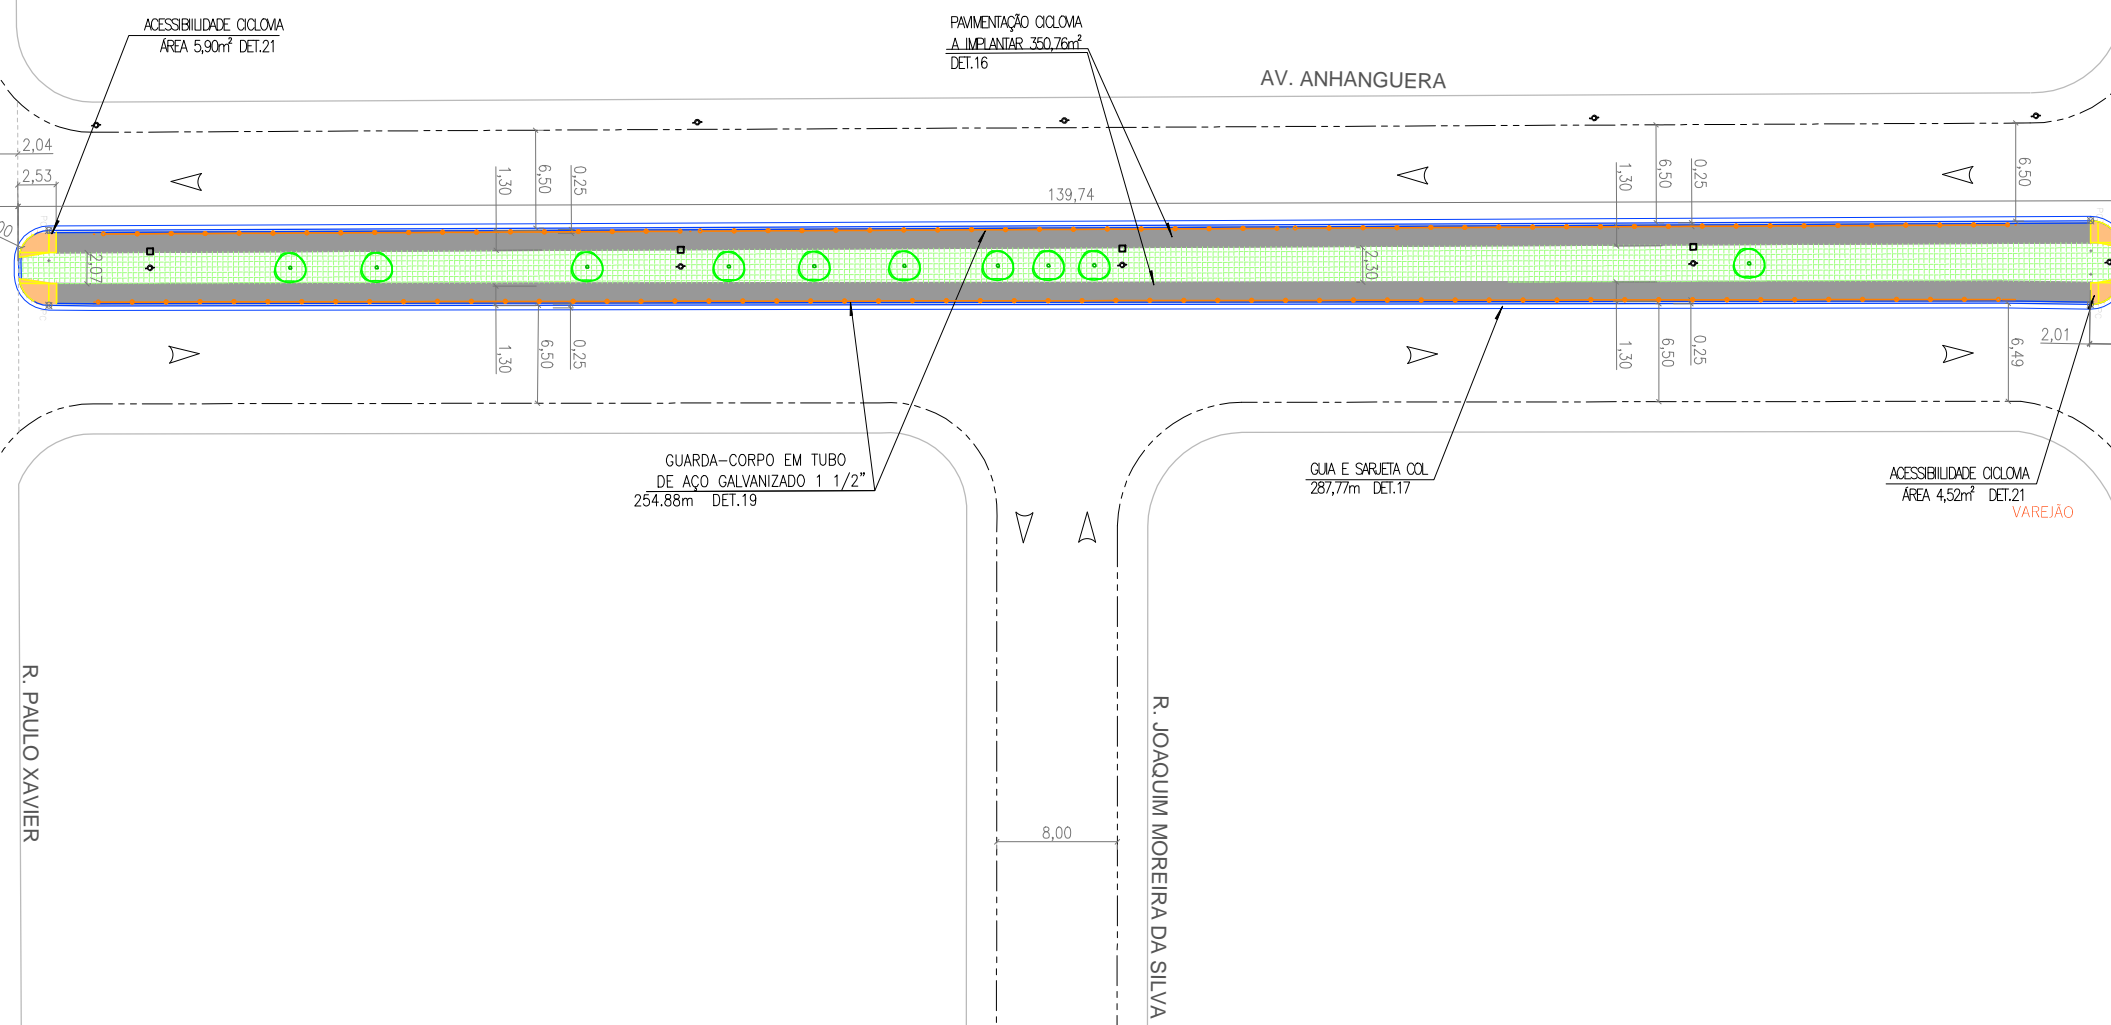 ACESSIBIILIDADE CICLOVIA
ÁREA 5,90m² DET.21
PAVIMENTAÇÃO CICLOVIA
A IMPLANTAR 350,76m²
DET.16
AV. ANHANGUERA
2,04
2,53
1,30
6,50
0,25
139,74
1,30
6,50
0,25
6,50
2,07
2,30
1,30
6,50
0,25
1,30
6,50
0,25
6,49
2,01
GUARDA-CORPO EM TUBO
DE AÇO GALVANIZADO 1 1/2"
254.88m DET.19
GUIA E SARJETA COL
287,77m DET.17
ACESSIBIILIDADE CICLOVIA
ÁREA 4,52m² DET.21
VAREJÃO
R. PAULO XAVIER
R. JOAQUIM MOREIRA DA SILVA
8,00